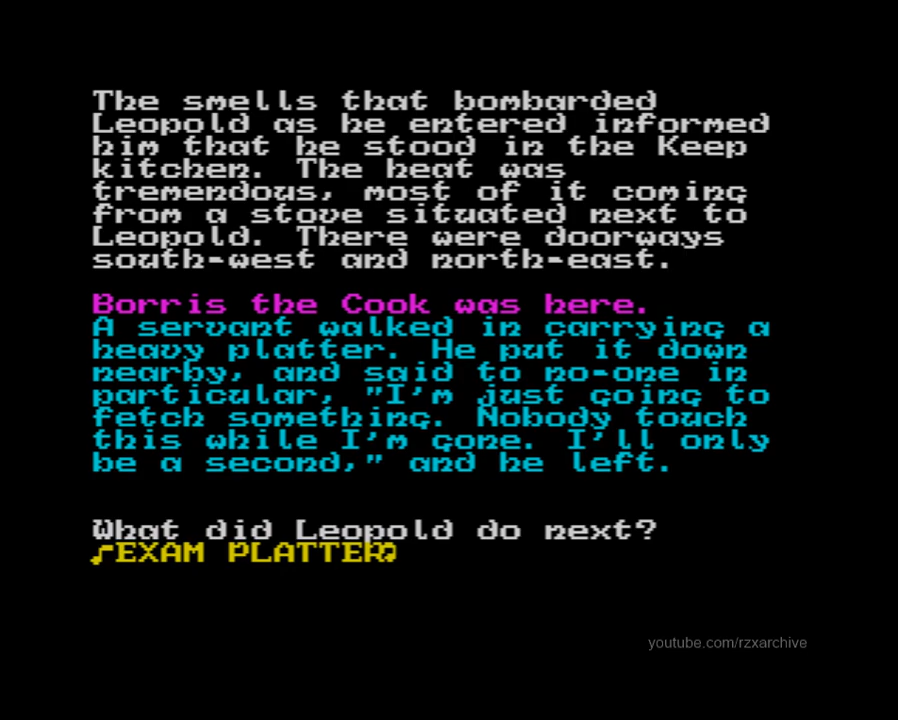 The smells that bombarded
Leopold as he entered informed
him that he stood in the Keep
kitchen. The heat was
tremendous, most of it coming
from a stove situated next to
Leopold. There were doorways
south-west and north-east.
Borris the Cook was here.
A servant walked in carrying a
heavy platter. He put it down
nearby, and said to no-one in
particular, "I'm just going to
fetch something. Nobody touch
this while I'm gone. I'll only
be a second," and he left.
What did Leopold do next?
EXAM PLATTER
youtube.com/rzxarchive